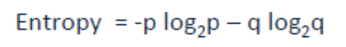 Entropy = -p log₂p – q log₂q